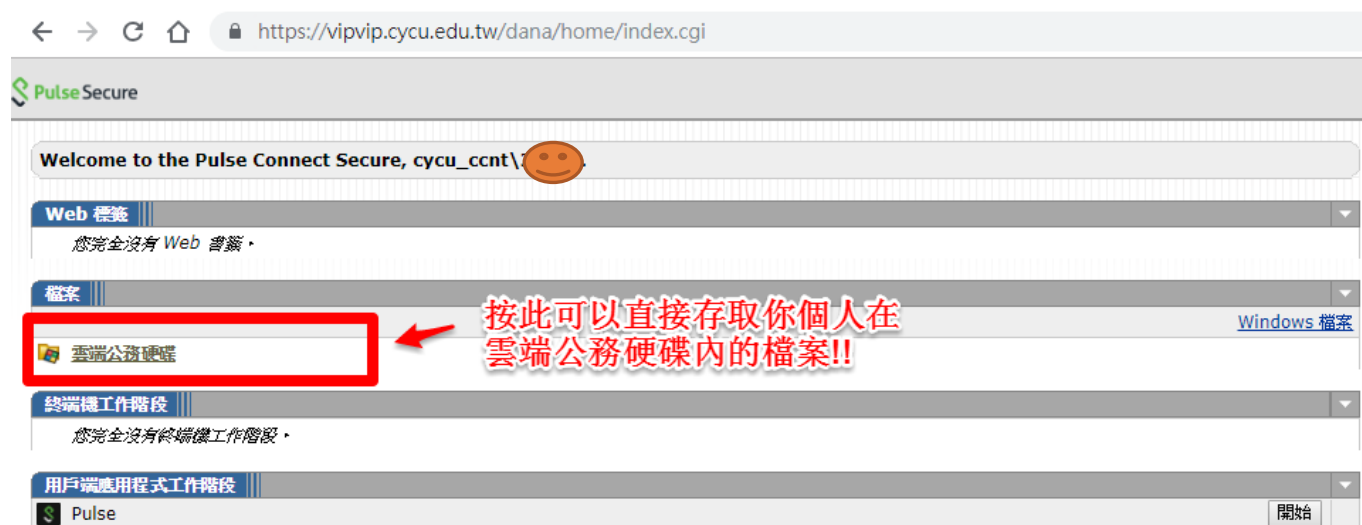 https://vipvip.cycu.edu.tw/dana/home/index.cgi
Pulse Secure
Welcome to the Pulse Connect Secure, cycu_ccnt\
Web 標籤
您完全沒有 Web 書籤。
檔案
按此可以直接存取你個人在
Windows 檔案
雲端公務硬碟
雲端公務硬碟內的檔案!!
終端機工作階段
您完全沒有終端機工作階段。
用戶端應用程式工作階段
Pulse
開始